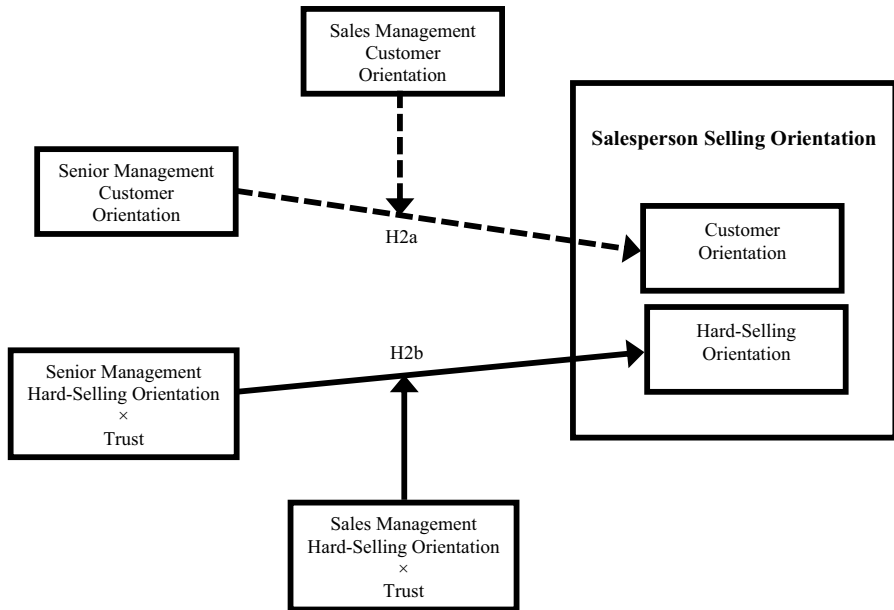 Sales Management
Customer
Orientation
Salesperson Selling Orientation
Senior Management
Customer
Orientation
Customer
Orientation
H2a
Hard-Selling
Orientation
H2b
Senior Management
Hard-Selling Orientation
×
Trust
Sales Management
Hard-Selling Orientation
×
Trust